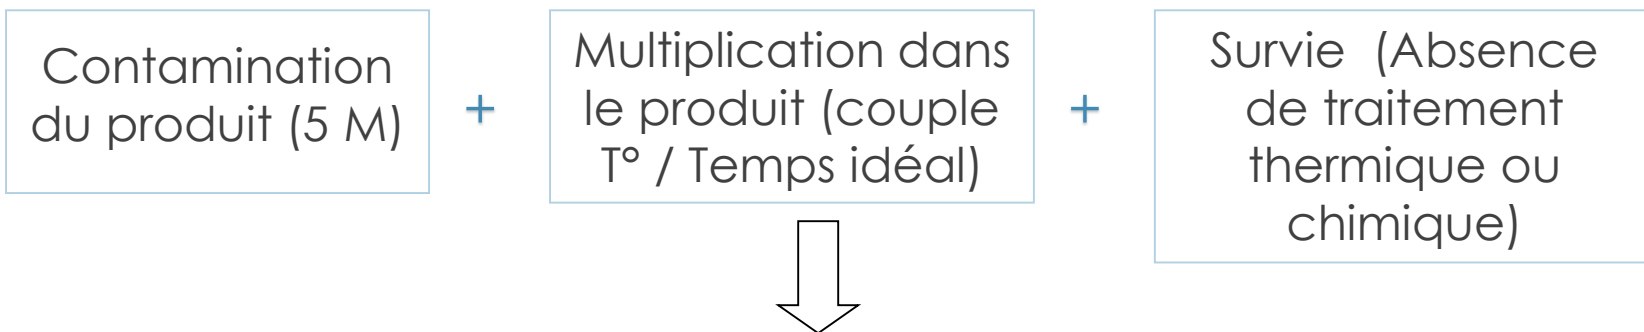 Contamination
du produit (5 M)
+
Multiplication dans
le produit (couple
T° / Temps idéal)
+
Survie (Absence
de traitement
thermique ou
chimique)